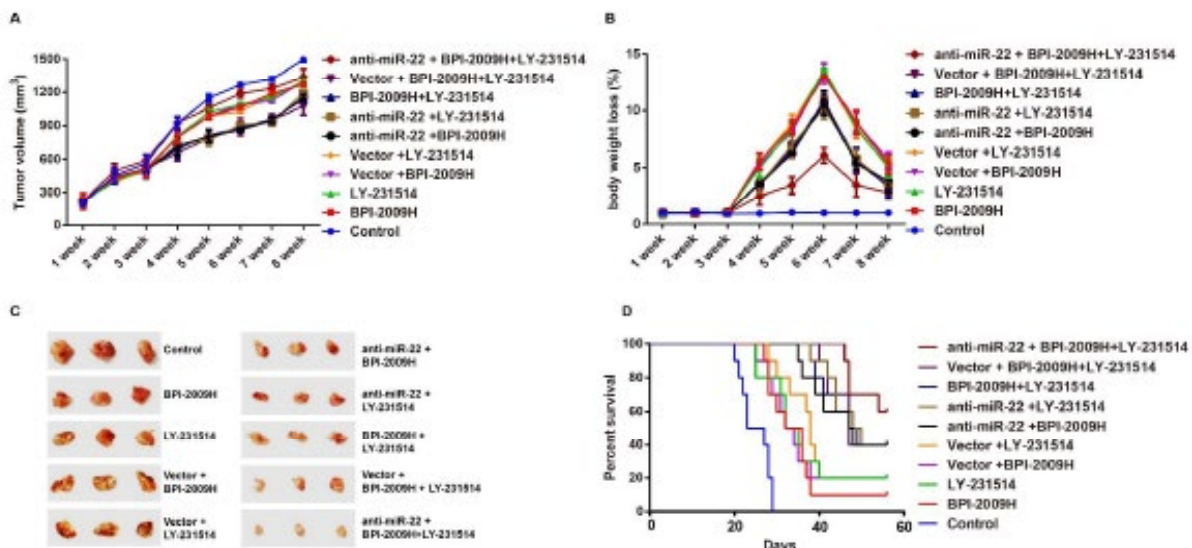 A
Tumor volume (mm³)
1500
1200
900
600
300
0
1 week
2 week
3 week
4 week
5 week
6 week
7 week
8 week
anti-miR-22 + BPI-2009H+LY-231514
Vector + BPI-2009H+LY-231514
BPI-2009H+LY-231514
anti-miR-22 +LY-231514
anti-miR-22 +BPI-2009H
Vector +LY-231514
Vector +BPI-2009H
LY-231514
BPI-2009H
Control
B
body weight loss (%)
15
10
5
0
1 week
2 week
3 week
4 week
5 week
6 week
7 week
8 week
anti-miR-22 + BPI-2009H+LY-231514
Vector + BPI-2009H+LY-231514
BPI-2009H+LY-231514
anti-miR-22 +LY-231514
anti-miR-22 +BPI-2009H
Vector +LY-231514
Vector +BPI-2009H
LY-231514
BPI-2009H
Control
C
Control
BPI-2009H
LY-231514
Vector +
BPI-2009H
Vector +
LY-231514
anti-miR-22 +
BPI-2009H
anti-miR-22 +
LY-231514
BPI-2009H +
LY-231514
Vector +
BPI-2009H + LY-231514
anti-miR-22 +
BPI-2009H+LY-231514
D
Percent survival
100
80
60
40
20
0
0
20
40
60
Days
anti-miR-22 + BPI-2009H+LY-231514
Vector + BPI-2009H+LY-231514
BPI-2009H+LY-231514
anti-miR-22 +LY-231514
anti-miR-22 +BPI-2009H
Vector +LY-231514
Vector +BPI-2009H
LY-231514
BPI-2009H
Control